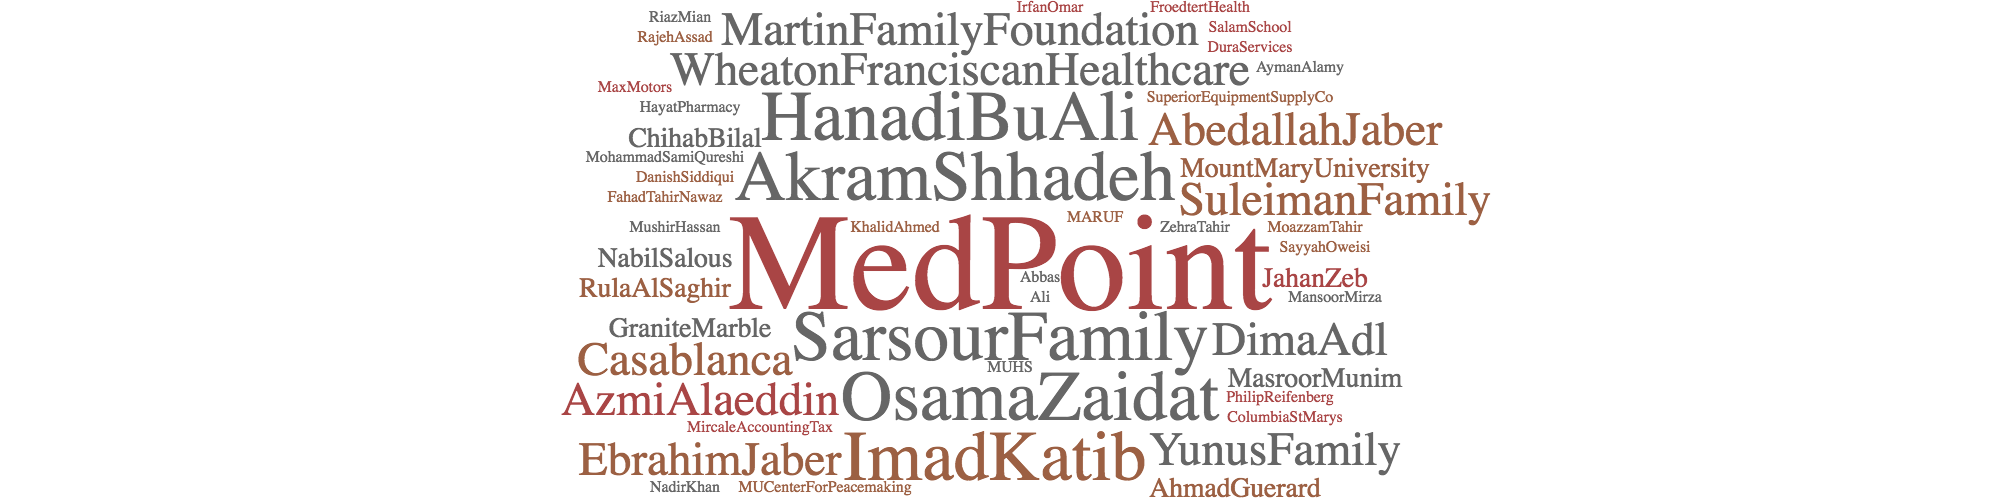 IrfanOmar
FroedtertHealth
RiazMian
MartinFamilyFoundation
SalamSchool
RajehAssad
DuraServices
WheatonFranciscanHealthcare
AymanAlamy
MaxMotors
SuperiorEquipmentSupplyCo
HayatPharmacy
HanadiBuAli
AbedallahJaber
ChihabBilal
MohammadSamiQureshi
MountMaryUniversity
DanishSiddiqui
AkramShhadeh
FahadTahirNawaz
SuleimanFamily
MARUF
MushirHassan
KhalidAhmed
ZehraTahir
MoazzamTahir
SayyahOweisi
NabilSalous
MedPoint
Abbas
JahanZeb
RulaAlSaghir
Ali
MansoorMirza
GraniteMarble
SarsourFamily
DimaAdl
Casablanca
MUHS
MasroorMunim
AzmiAlaeddin
OsamaZaidat
PhilipReifenberg
ColumbiaStMarys
MircaleAccountingTax
EbrahimJaber
ImadKatib
YunusFamily
NadirKhan
MUCenterForPeacemaking
AhmadGuerard